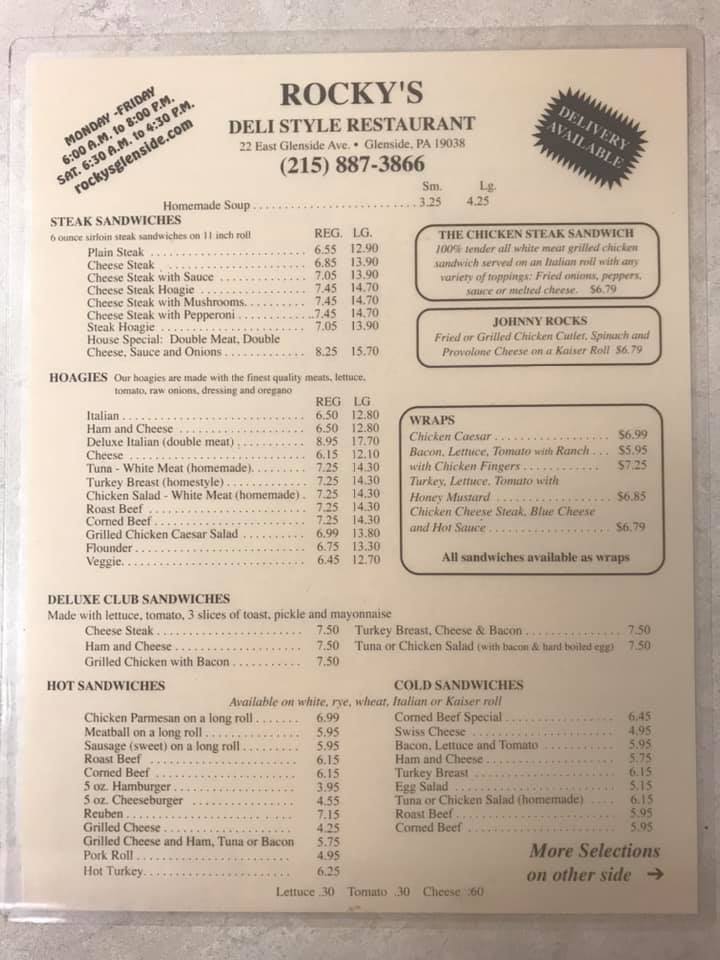 MONDAY -FRIDAY
6:00 A.M. to 8:00 P.M.
SAT. 6:30 A.M. to 4:30 P.M.
rockysglenside.com
ROCKY'S
DELI STYLE RESTAURANT
22 East Glenside Ave. • Glenside, PA 19038
(215) 887-3866
DELIVERY
AVAILABLE
Sm. Lg.
Homemade Soup 3.25 4.25
STEAK SANDWICHES
6 ounce sirloin steak sandwiches on 11 inch roll REG. LG.
Plain Steak 6.55 12.90
Cheese Steak 6.85 13.90
Cheese Steak with Sauce 7.05 13.90
Cheese Steak Hoagie 7.45 14.70
Cheese Steak with Mushrooms 7.45 14.70
Cheese Steak with Pepperoni 7.45 14.70
Steak Hoagie 7.05 13.90
House Special: Double Meat, Double
Cheese, Sauce and Onions 8.25 15.70
THE CHICKEN STEAK SANDWICH
100% tender all white meat grilled chicken
sandwich served on an Italian roll with any
variety of toppings: Fried onions, peppers,
sauce or melted cheese. $6.79
JOHNNY ROCKS
Fried or Grilled Chicken Cutlet, Spinach and
Provolone Cheese on a Kaiser Roll $6.79
HOAGIES Our hoagies are made with the finest quality meats, lettuce,
tomato, raw onions, dressing and oregano
REG LG
Italian 6.50 12.80
Ham and Cheese 6.50 12.80
Deluxe Italian (double meat) 8.95 17.70
Cheese 6.15 12.10
Tuna - White Meat (homemade) 7.25 14.30
Turkey Breast (homestyle) 7.25 14.30
Chicken Salad - White Meat (homemade) 7.25 14.30
Roast Beef 7.25 14.30
Corned Beef 7.25 14.30
Grilled Chicken Caesar Salad 6.99 13.80
Flounder 6.75 13.30
Veggie 6.45 12.70
WRAPS
Chicken Caesar $6.99
Bacon, Lettuce, Tomato with Ranch $5.95
with Chicken Fingers $7.25
Turkey, Lettuce, Tomato with
Honey Mustard $6.85
Chicken Cheese Steak, Blue Cheese
and Hot Sauce $6.79
All sandwiches available as wraps
DELUXE CLUB SANDWICHES
Made with lettuce, tomato, 3 slices of toast, pickle and mayonnaise
Cheese Steak 7.50
Ham and Cheese 7.50
Grilled Chicken with Bacon 7.50
Turkey Breast, Cheese & Bacon 7.50
Tuna or Chicken Salad (with bacon & hard boiled egg) 7.50
HOT SANDWICHES
COLD SANDWICHES
Available on white, rye, wheat, Italian or Kaiser roll
Chicken Parmesan on a long roll 6.99
Meatball on a long roll 5.95
Sausage (sweet) on a long roll 5.95
Roast Beef 6.15
Corned Beef 6.15
5 oz. Hamburger 3.95
5 oz. Cheeseburger 4.55
Reuben 7.15
Grilled Cheese 4.25
Grilled Cheese and Ham, Tuna or Bacon 5.75
Pork Roll 4.95
Hot Turkey 6.25
Corned Beef Special 6.45
Swiss Cheese 4.95
Bacon, Lettuce and Tomato 5.95
Ham and Cheese 5.75
Turkey Breast 6.15
Egg Salad 5.15
Tuna or Chicken Salad (homemade) 6.15
Roast Beef 5.95
Corned Beef 5.95
More Selections
on other side →
Lettuce .30 Tomato .30 Cheese .60